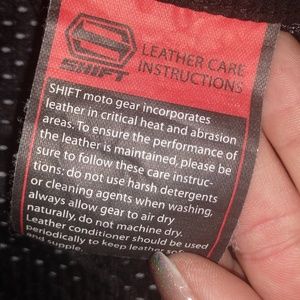 LEATHER CARE
INSTRUCTIONS
SHIFT
SHIFT moto gear incorporates
leather in critical heat and abrasion
areas. To ensure the performance of
the leather is maintained, please be
sure to follow these care instruc-
tions: do not use harsh detergents
or cleaning agents when washing,
always allow gear to air dry
naturally, do not machine dry.
Leather conditioner should be used
periodically to keep leather soft
and supple.